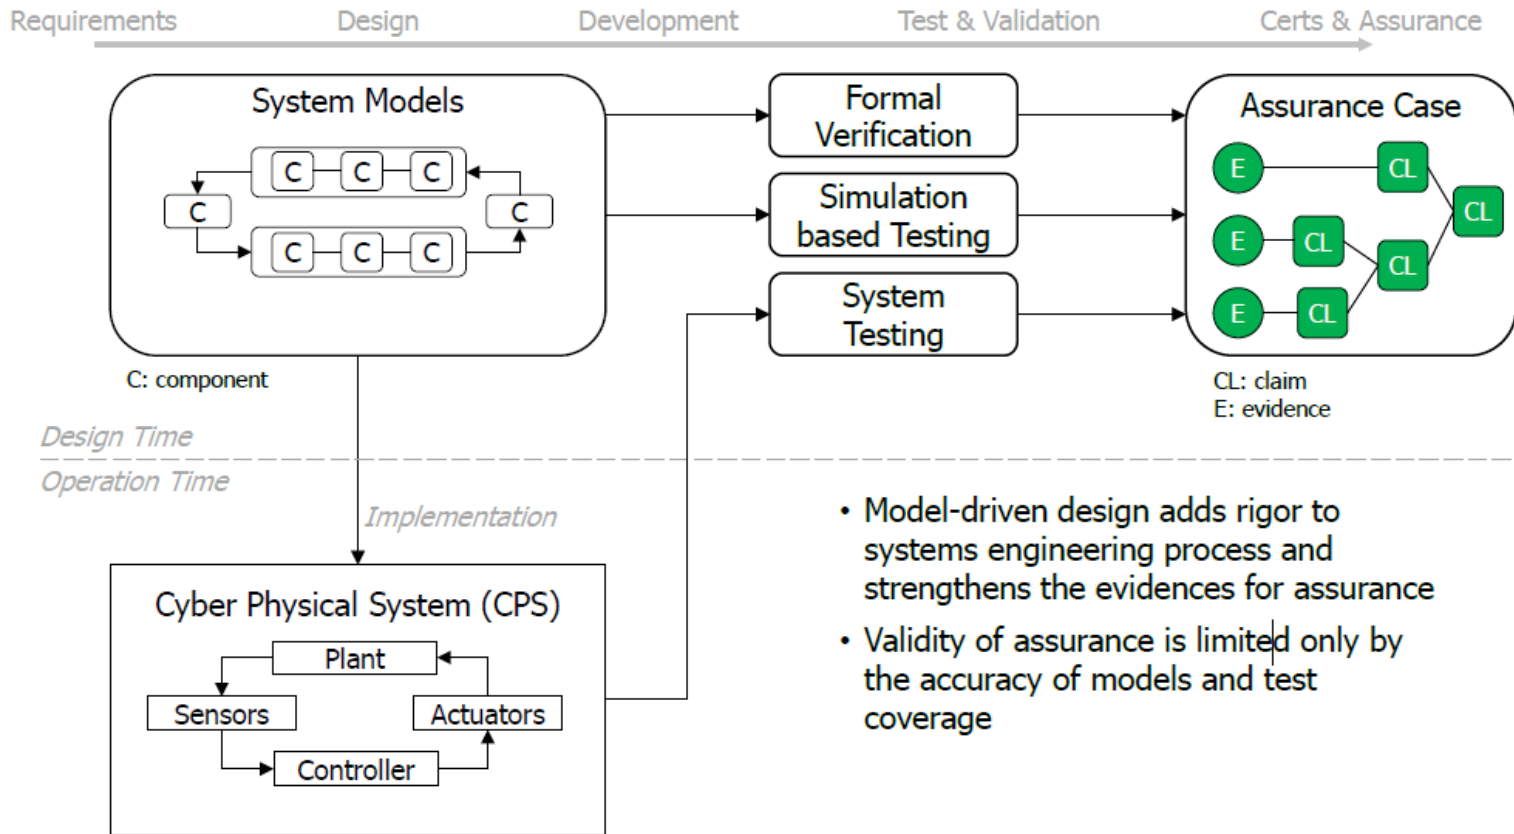 Requirements
Design
Development
Test & Validation
Certs & Assurance
System Models
C
C
C
C
C
C
C
C
C: component
Formal
Verification
Simulation
based Testing
System
Testing
Assurance Case
E
CL
CL
E
CL
CL
E
CL
CL: claim
E: evidence
Design Time
Operation Time
Implementation
Cyber Physical System (CPS)
Plant
Sensors
Actuators
Controller
• Model-driven design adds rigor to
systems engineering process and
strengthens the evidences for assurance
• Validity of assurance is limited only by
the accuracy of models and test
coverage